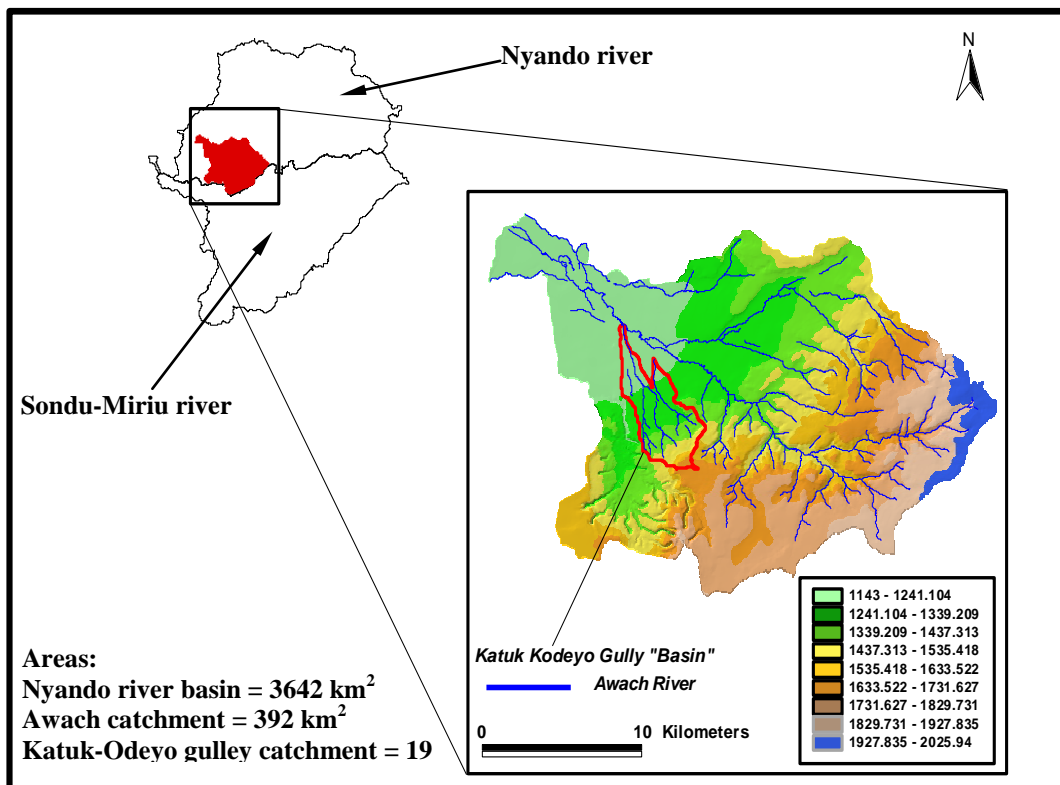 Nyando river
N
Sondu-Miriu river
Areas:
Nyando river basin = 3642 km²
Awach catchment = 392 km²
Katuk-Odeyo gulley catchment = 19
Katuk Kodeyo Gully "Basin"
Awach River
0 10 Kilometers
1143 - 1241.104
1241.104 - 1339.209
1339.209 - 1437.313
1437.313 - 1535.418
1535.418 - 1633.522
1633.522 - 1731.627
1731.627 - 1829.731
1829.731 - 1927.835
1927.835 - 2025.94